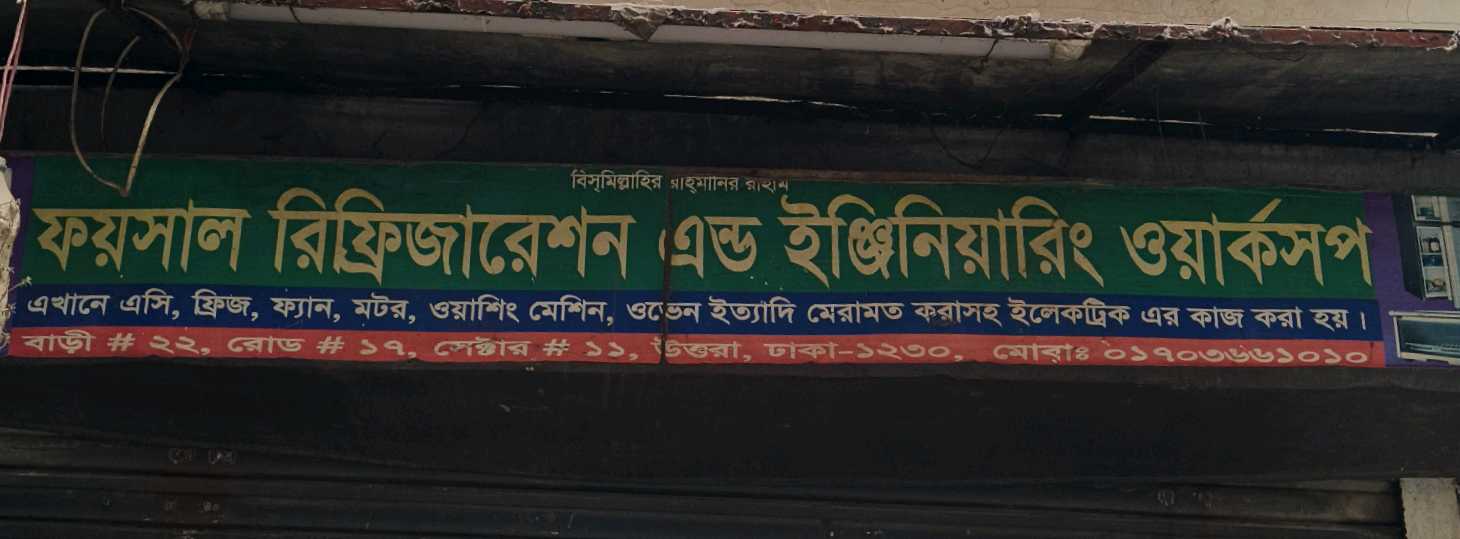 বিস্‌মিল্লাহির রাহ্‌মানির রাহীম
ফয়সাল রিফ্রিজারেশন এন্ড ইঞ্জিনিয়ারিং ওয়ার্কসপ
এখানে এসি, ফ্রিজ, ফ্যান, মটর, ওয়াশিং মেশিন, ওভেন ইত্যাদি মেরামত করাসহ ইলেকট্রিক এর কাজ করা হয়।
বাড়ী # ২২, রোড # ১৭, সেক্টার # ১১, উত্তরা, ঢাকা-১২৩০, মোবাঃ ০১৭০৩৬৬১০১০